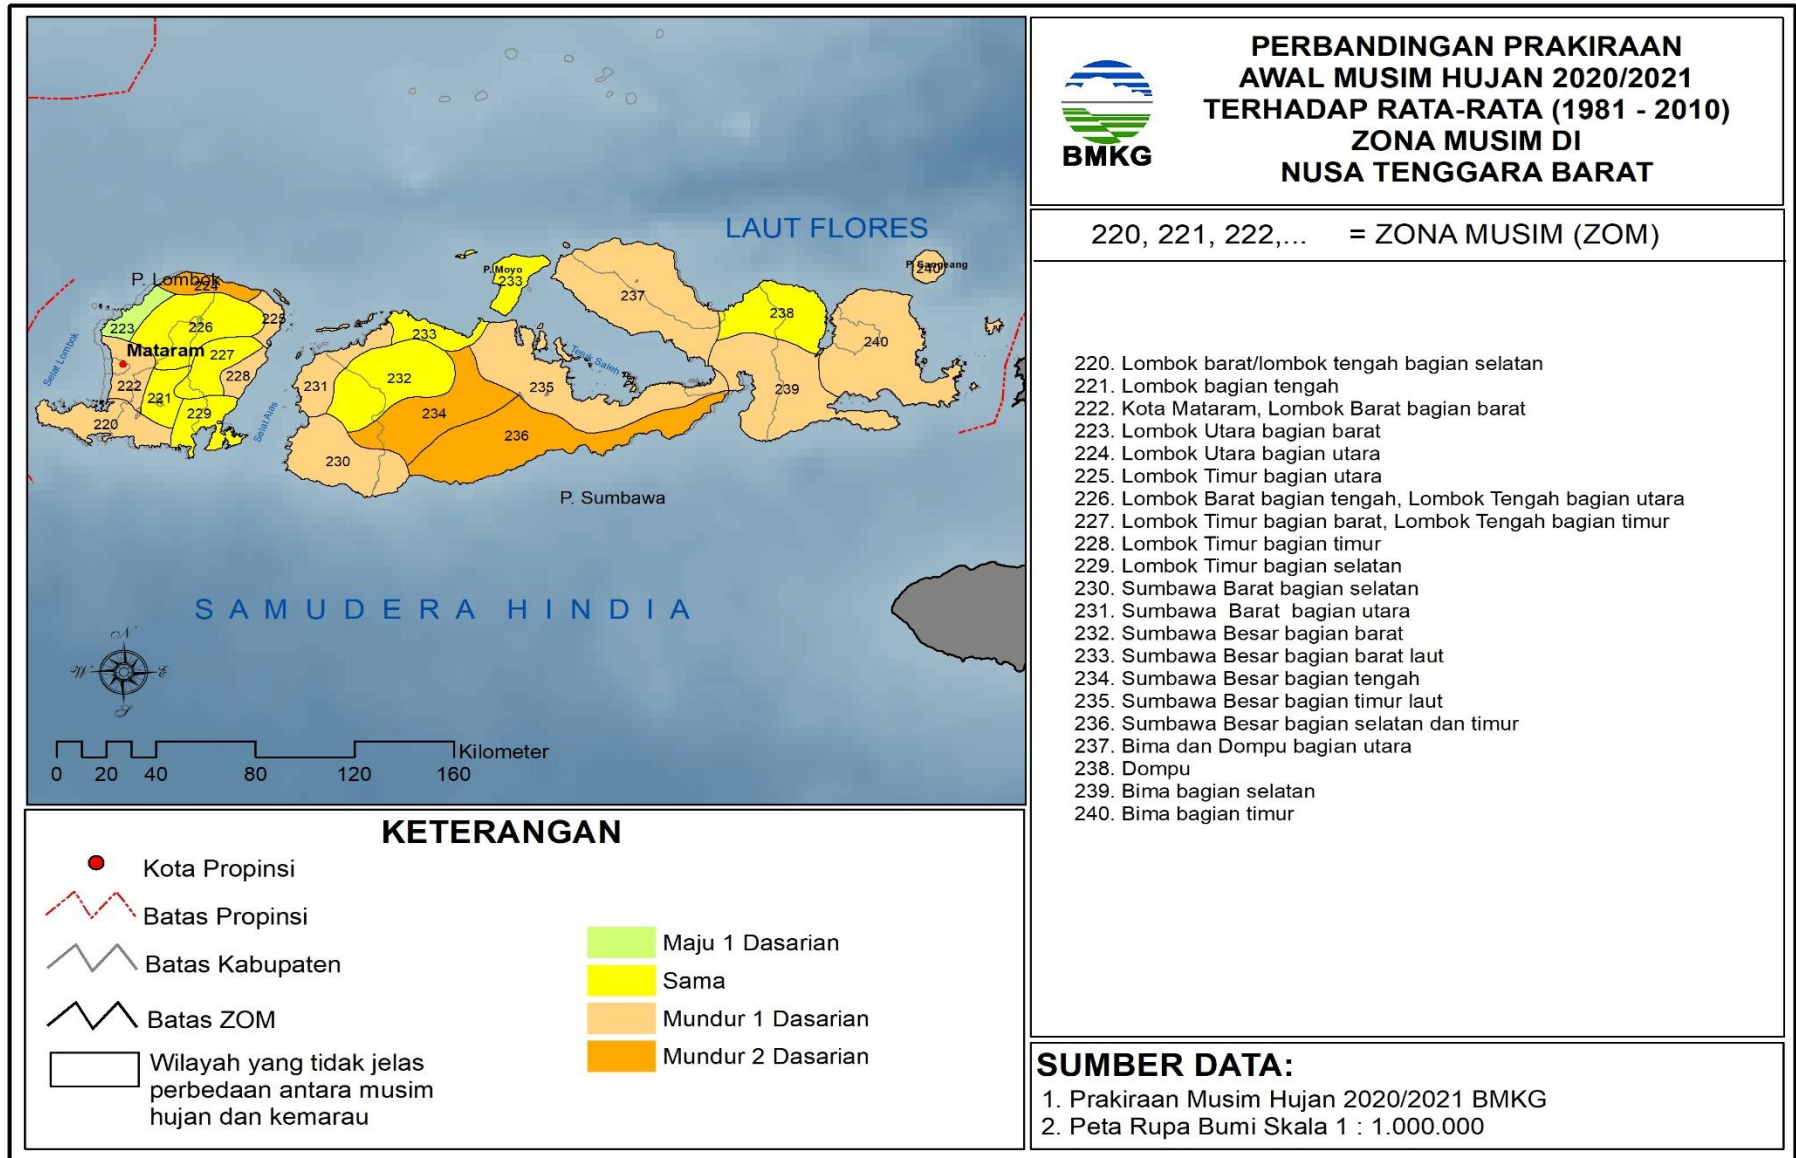 PERBANDINGAN PRAKIRAAN
AWAL MUSIM HUJAN 2020/2021
TERHADAP RATA-RATA (1981 - 2010)
ZONA MUSIM DI
NUSA TENGGARA BARAT
BMKG
220, 221, 222,... = ZONA MUSIM (ZOM)
220. Lombok barat/lombok tengah bagian selatan
221. Lombok bagian tengah
222. Kota Mataram, Lombok Barat bagian barat
223. Lombok Utara bagian barat
224. Lombok Utara bagian utara
225. Lombok Timur bagian utara
226. Lombok Barat bagian tengah, Lombok Tengah bagian utara
227. Lombok Timur bagian barat, Lombok Tengah bagian timur
228. Lombok Timur bagian timur
229. Lombok Timur bagian selatan
230. Sumbawa Barat bagian selatan
231. Sumbawa Barat bagian utara
232. Sumbawa Besar bagian barat
233. Sumbawa Besar bagian barat laut
234. Sumbawa Besar bagian tengah
235. Sumbawa Besar bagian timur laut
236. Sumbawa Besar bagian selatan dan timur
237. Bima dan Dompu bagian utara
238. Dompu
239. Bima bagian selatan
240. Bima bagian timur
SUMBER DATA:
1. Prakiraan Musim Hujan 2020/2021 BMKG
2. Peta Rupa Bumi Skala 1 : 1.000.000
LAUT FLORES
P. Sangeang
240
P. Moyo
233
P. Lombok
224
237
223
226
225
238
233
240
Mataram
227
Selat Lombok
Teluk Saleh
222
228
231
232
235
239
221
229
220
234
236
Selat Alas
230
P. Sumbawa
SAMUDERA HINDIA
N
W
E
S
Kilometer
0 20 40 80 120 160
KETERANGAN
Kota Propinsi
Batas Propinsi
Batas Kabupaten
Batas ZOM
Wilayah yang tidak jelas
perbedaan antara musim
hujan dan kemarau
Maju 1 Dasarian
Sama
Mundur 1 Dasarian
Mundur 2 Dasarian